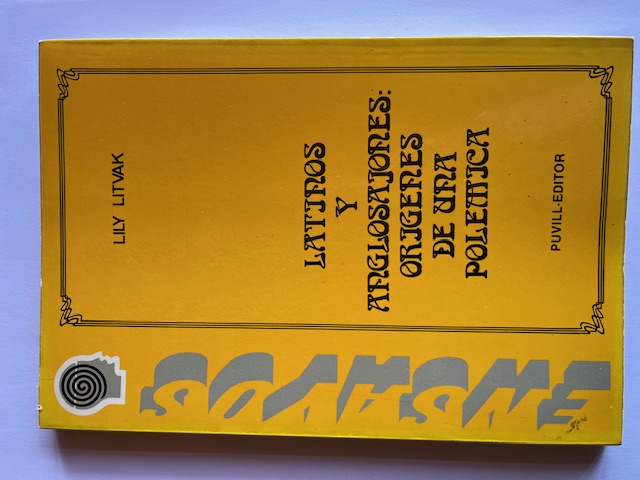 LILY LITVAK
LATINOS
Y
ANGLOSAJONES:
ORIGENES
DE UNA
POLEMICA
PUVILL-EDITOR
ENSAYOS